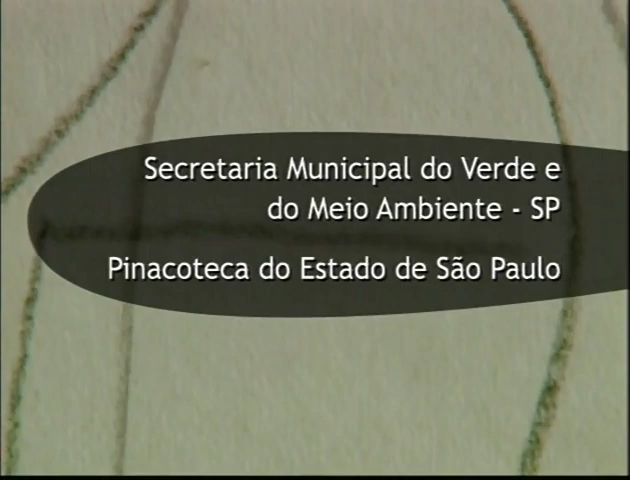 Secretaria Municipal do Verde e
do Meio Ambiente - SP
Pinacoteca do Estado de São Paulo